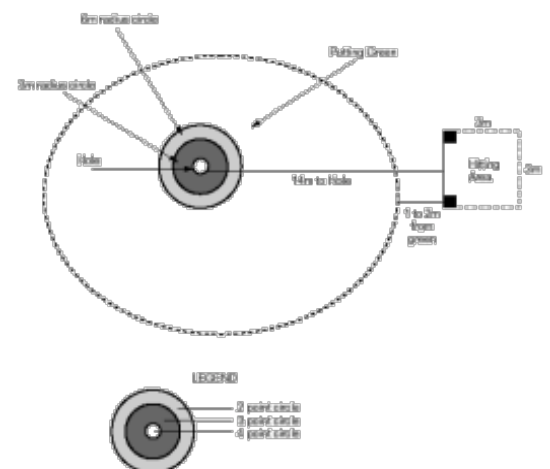 6m radius circle
Putting Green
3m radius circle
Hole
2m
Hitting
Area.
2m
14m to Hole
1 to 2m
from
green
LEGEND
2 point circle
3 point circle
4 point circle